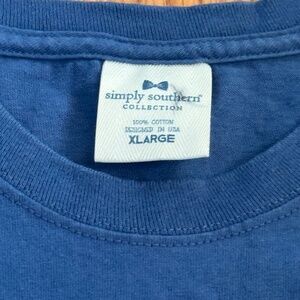 simply southern®
COLLECTION
100% COTTON
DESIGNED IN USA
XLARGE